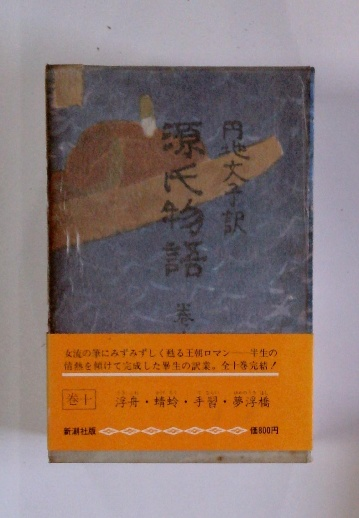 円地文子訳
源氏物語
巻
女流の筆にみずみずしく甦る王朝ロマン——半生の
情熱を傾けて完成した畢生の訳業。全十巻完結!
巻十
浮舟・蜻蛉・手習・夢浮橋
新潮社版
価800円